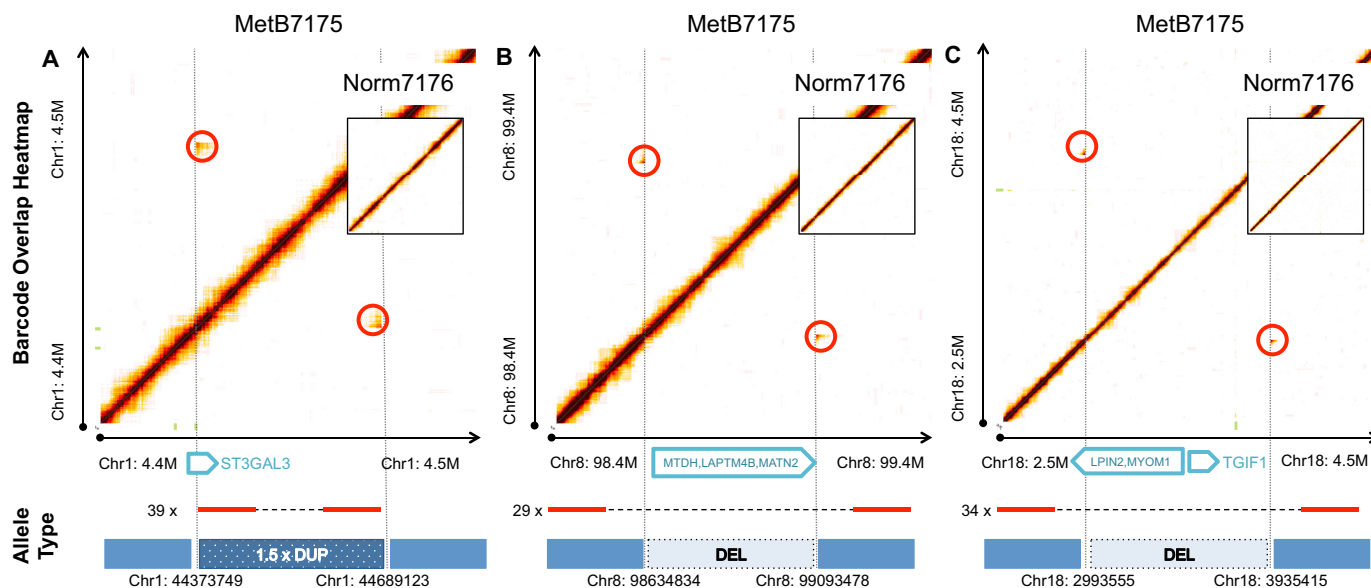 MetB7175
MetB7175
MetB7175
A
B
C
Norm7176
Norm7176
Norm7176
Barcode Overlap Heatmap
Chr1: 4.5M
Chr1: 4.4M
Chr8: 99.4M
Chr8: 98.4M
Chr18: 4.5M
Chr18: 2.5M
Chr1: 4.4M
ST3GAL3
Chr1: 4.5M
Chr8: 98.4M
MTDH,LAPTM4B,MATN2
Chr8: 99.4M
Chr18: 2.5M
LPIN2,MYOM1
TGIF1
Chr18: 4.5M
Allele
Type
39 x
29 x
34 x
1.5 x DUP
DEL
DEL
Chr1: 44373749
Chr1: 44689123
Chr8: 98634834
Chr8: 99093478
Chr18: 2993555
Chr18: 3935415